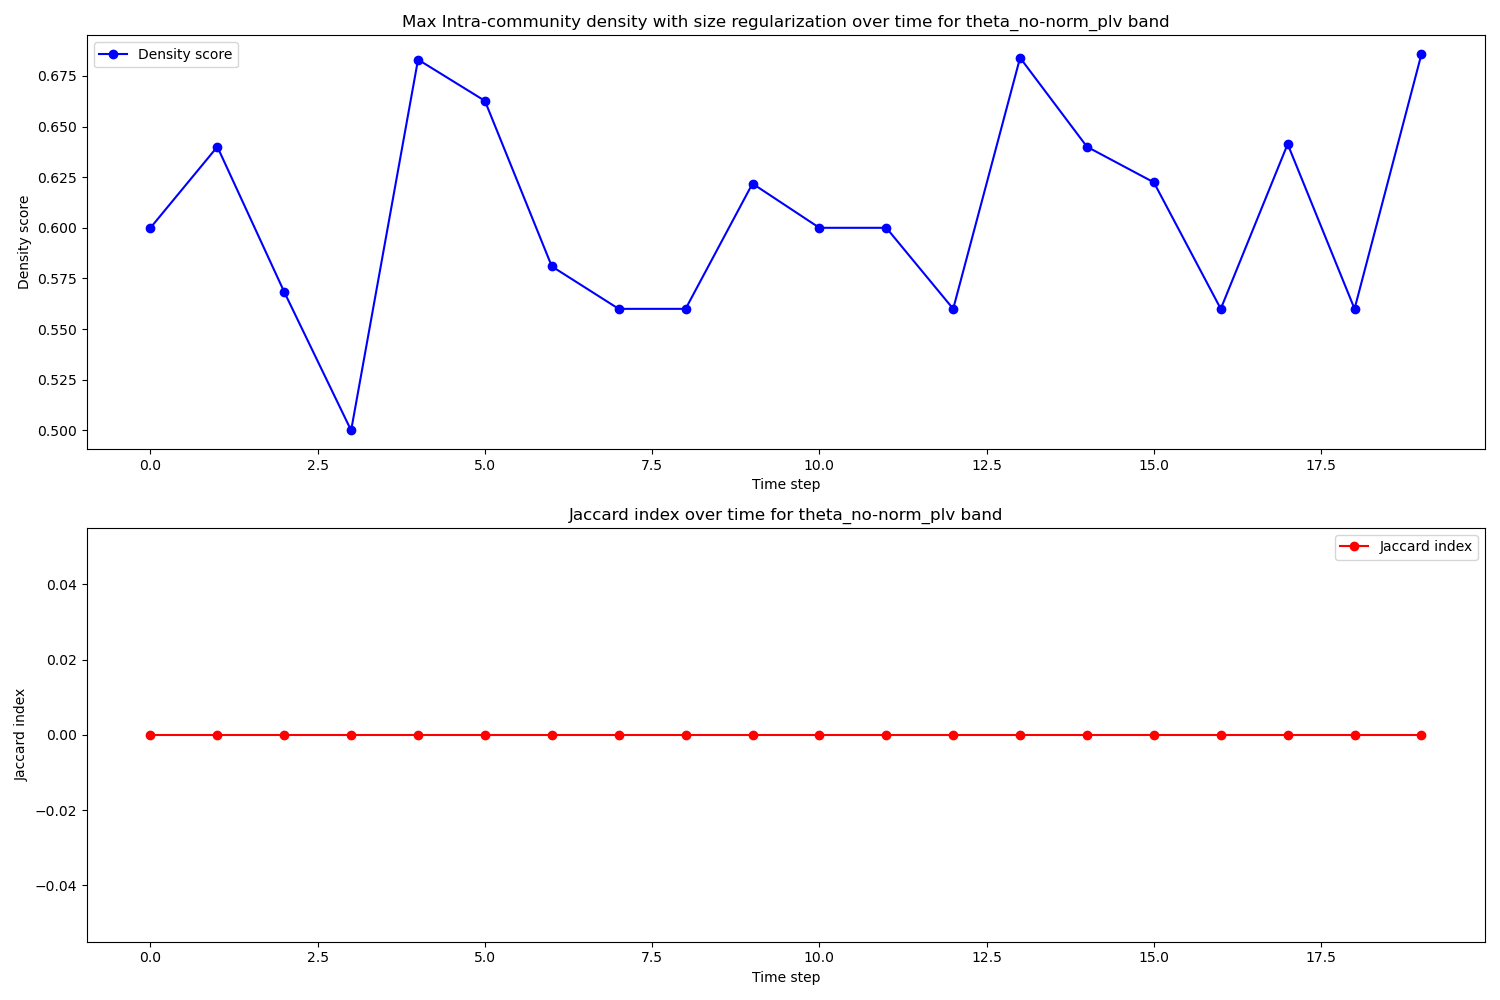 Max Intra-community density with size regularization over time for theta_no-norm_plv band
Density score
0.675
0.650
0.625
0.600
0.575
0.550
0.525
0.500
Density score
0.0 2.5 5.0 7.5 10.0 12.5 15.0 17.5
Time step
Jaccard index over time for theta_no-norm_plv band
Jaccard index
0.04
0.02
0.00
−0.02
−0.04
Jaccard index
0.0 2.5 5.0 7.5 10.0 12.5 15.0 17.5
Time step